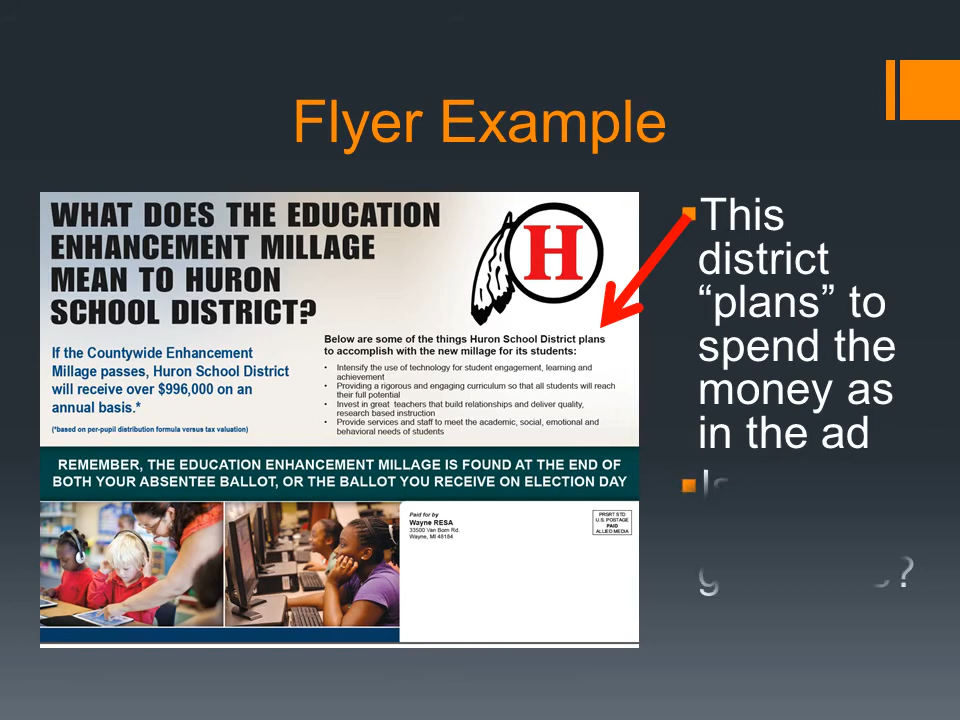 Flyer Example
WHAT DOES THE EDUCATION
ENHANCEMENT MILLAGE
MEAN TO HURON
SCHOOL DISTRICT?
H
If the Countywide Enhancement
Millage passes, Huron School District
will receive over $996,000 on an
annual basis.*
(*based on per-pupil distribution formula versus tax valuation)
Below are some of the things Huron School District plans
to accomplish with the new millage for its students:
• Intensify the use of technology for student engagement, learning and
achievement
• Providing a rigorous and engaging curriculum so that all students will reach
their full potential
• Invest in great teachers that build relationships and deliver quality,
research based instruction
• Provide services and staff to meet the academic, social, emotional and
behavioral needs of students
REMEMBER, THE EDUCATION ENHANCEMENT MILLAGE IS FOUND AT THE END OF
BOTH YOUR ABSENTEE BALLOT, OR THE BALLOT YOU RECEIVE ON ELECTION DAY
Paid for by
Wayne RESA
33500 Van Born Rd.
Wayne, MI 48184
PRSRT STD
U.S. POSTAGE
PAID
ALLIED MEDIA
This
district
“plans” to
spend the
money as
in the ad